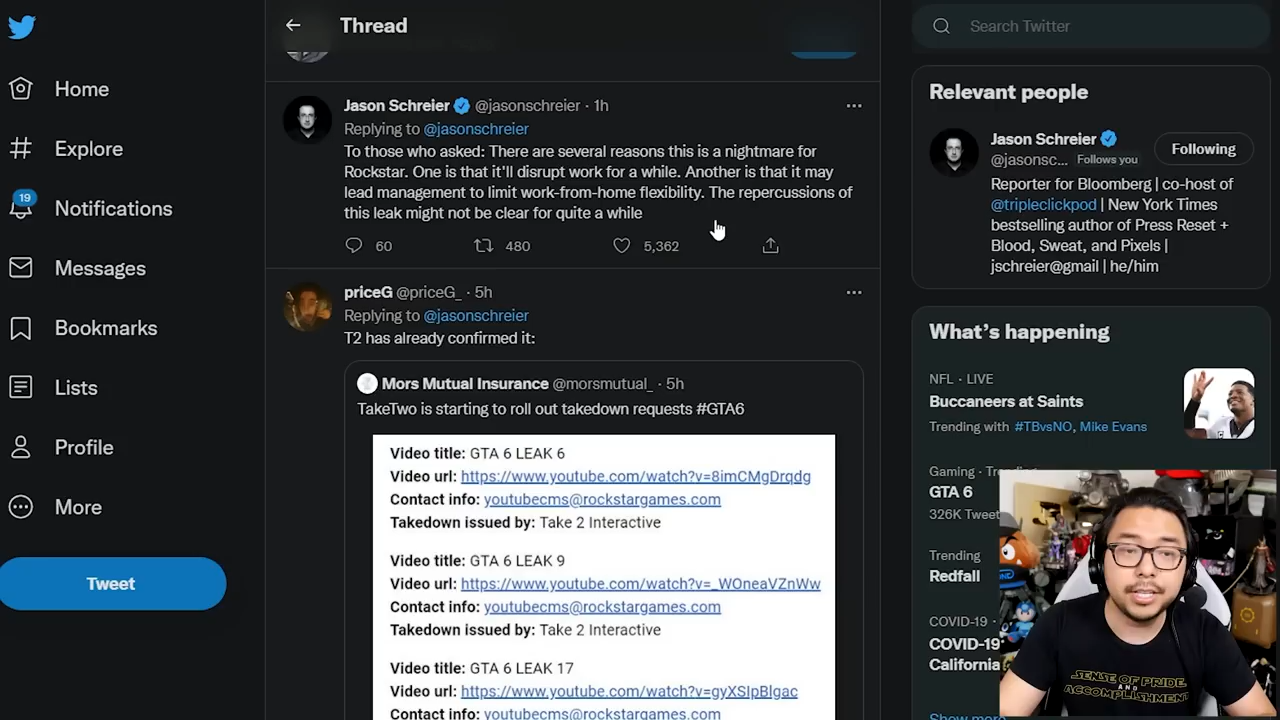 Home
Explore
19
Notifications
Messages
Bookmarks
Lists
Profile
More
Tweet
Thread
Jason Schreier @jasonschreier · 1h
Replying to @jasonschreier
To those who asked: There are several reasons this is a nightmare for
Rockstar. One is that it'll disrupt work for a while. Another is that it may
lead management to limit work-from-home flexibility. The repercussions of
this leak might not be clear for quite a while
60 480 5,362
priceG @priceG_ · 5h
Replying to @jasonschreier
T2 has already confirmed it:
Mors Mutual Insurance @morsmutual_ · 5h
TakeTwo is starting to roll out takedown requests #GTA6
Video title: GTA 6 LEAK 6
Video url: https://www.youtube.com/watch?v=8imCMgDrqdg
Contact info: youtubecms@rockstargames.com
Takedown issued by: Take 2 Interactive
Video title: GTA 6 LEAK 9
Video url: https://www.youtube.com/watch?v=_WOneaVZnWw
Contact info: youtubecms@rockstargames.com
Takedown issued by: Take 2 Interactive
Video title: GTA 6 LEAK 17
Video url: https://www.youtube.com/watch?v=gyXSIpBlgac
Contact info: youtubecms@rockstargames.com
Search Twitter
Relevant people
Jason Schreier
@jasonsc... Follows you
Following
Reporter for Bloomberg | co-host of
@tripleclickpod | New York Times
bestselling author of Press Reset +
Blood, Sweat, and Pixels |
jschreier@gmail | he/him
What's happening
NFL · LIVE
Buccaneers at Saints
Trending with #TBvsNO, Mike Evans
Gaming ·
GTA 6
326K Tweet
Trending
Redfall
COVID-19
COVID-19
California
Show more
SENSE OF PRIDE
AND
ACCOMPLISHMENT